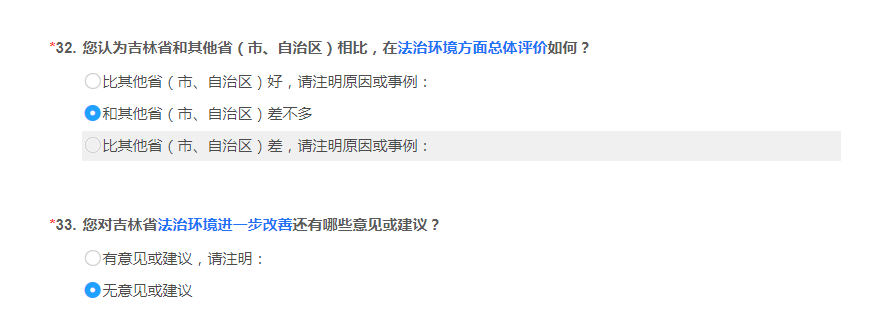 *32. 您认为吉林省和其他省（市、自治区）相比，在法治环境方面总体评价如何？
比其他省（市、自治区）好，请注明原因或事例：
和其他省（市、自治区）差不多
比其他省（市、自治区）差，请注明原因或事例：
*33. 您对吉林省法治环境进一步改善还有哪些意见或建议？
有意见或建议，请注明：
无意见或建议